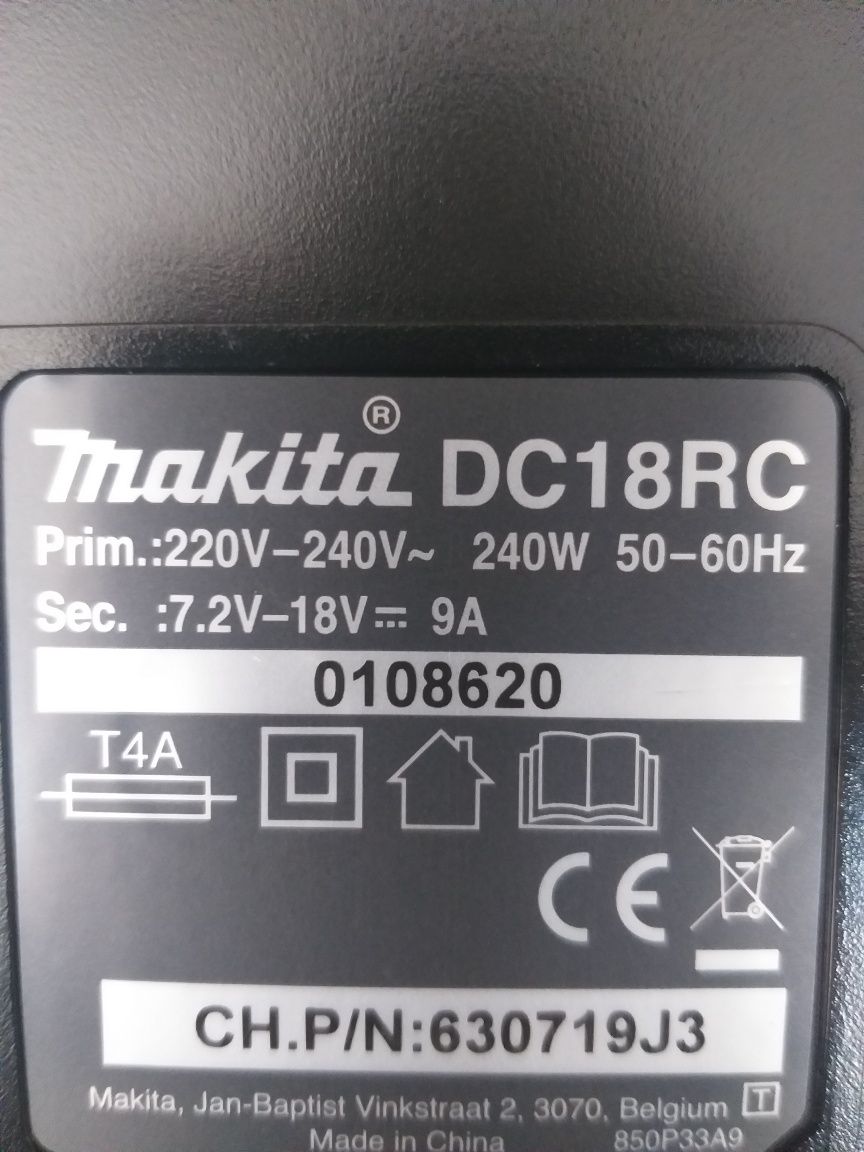 makita® DC18RC
Prim.:220V–240V~ 240W 50–60Hz
Sec. :7.2V–18V⎓ 9A
0108620
T4A
CE
CH.P/N:630719J3
Makita, Jan-Baptist Vinkstraat 2, 3070, Belgium T
Made in China 850P33A9